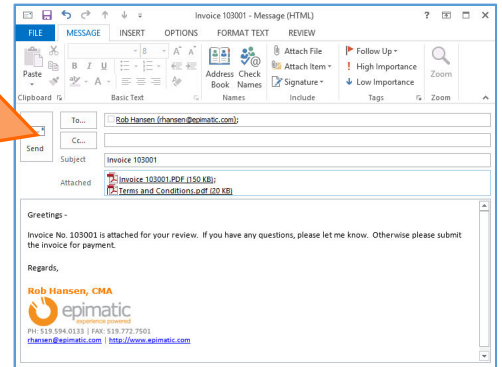 Invoice 103001 - Message (HTML)
FILE MESSAGE INSERT OPTIONS FORMAT TEXT REVIEW
Paste
Clipboard
8
B I U
Basic Text
Address Book
Check Names
Names
Attach File
Attach Item
Signature
Include
Follow Up
High Importance
Low Importance
Tags
Zoom
Zoom
Send
To... Rob Hansen (rhansen@epimatic.com);
Cc...
Subject Invoice 103001
Attached Invoice 103001.PDF (150 KB);
Terms and Conditions.pdf (20 KB)
Greetings -
Invoice No. 103001 is attached for your review. If you have any questions, please let me know. Otherwise please submit
the invoice for payment.
Regards,
Rob Hansen, CMA
epimatic
experience powered
PH: 519.594.0133 | FAX: 519.772.7501
rhansen@epimatic.com | http://www.epimatic.com